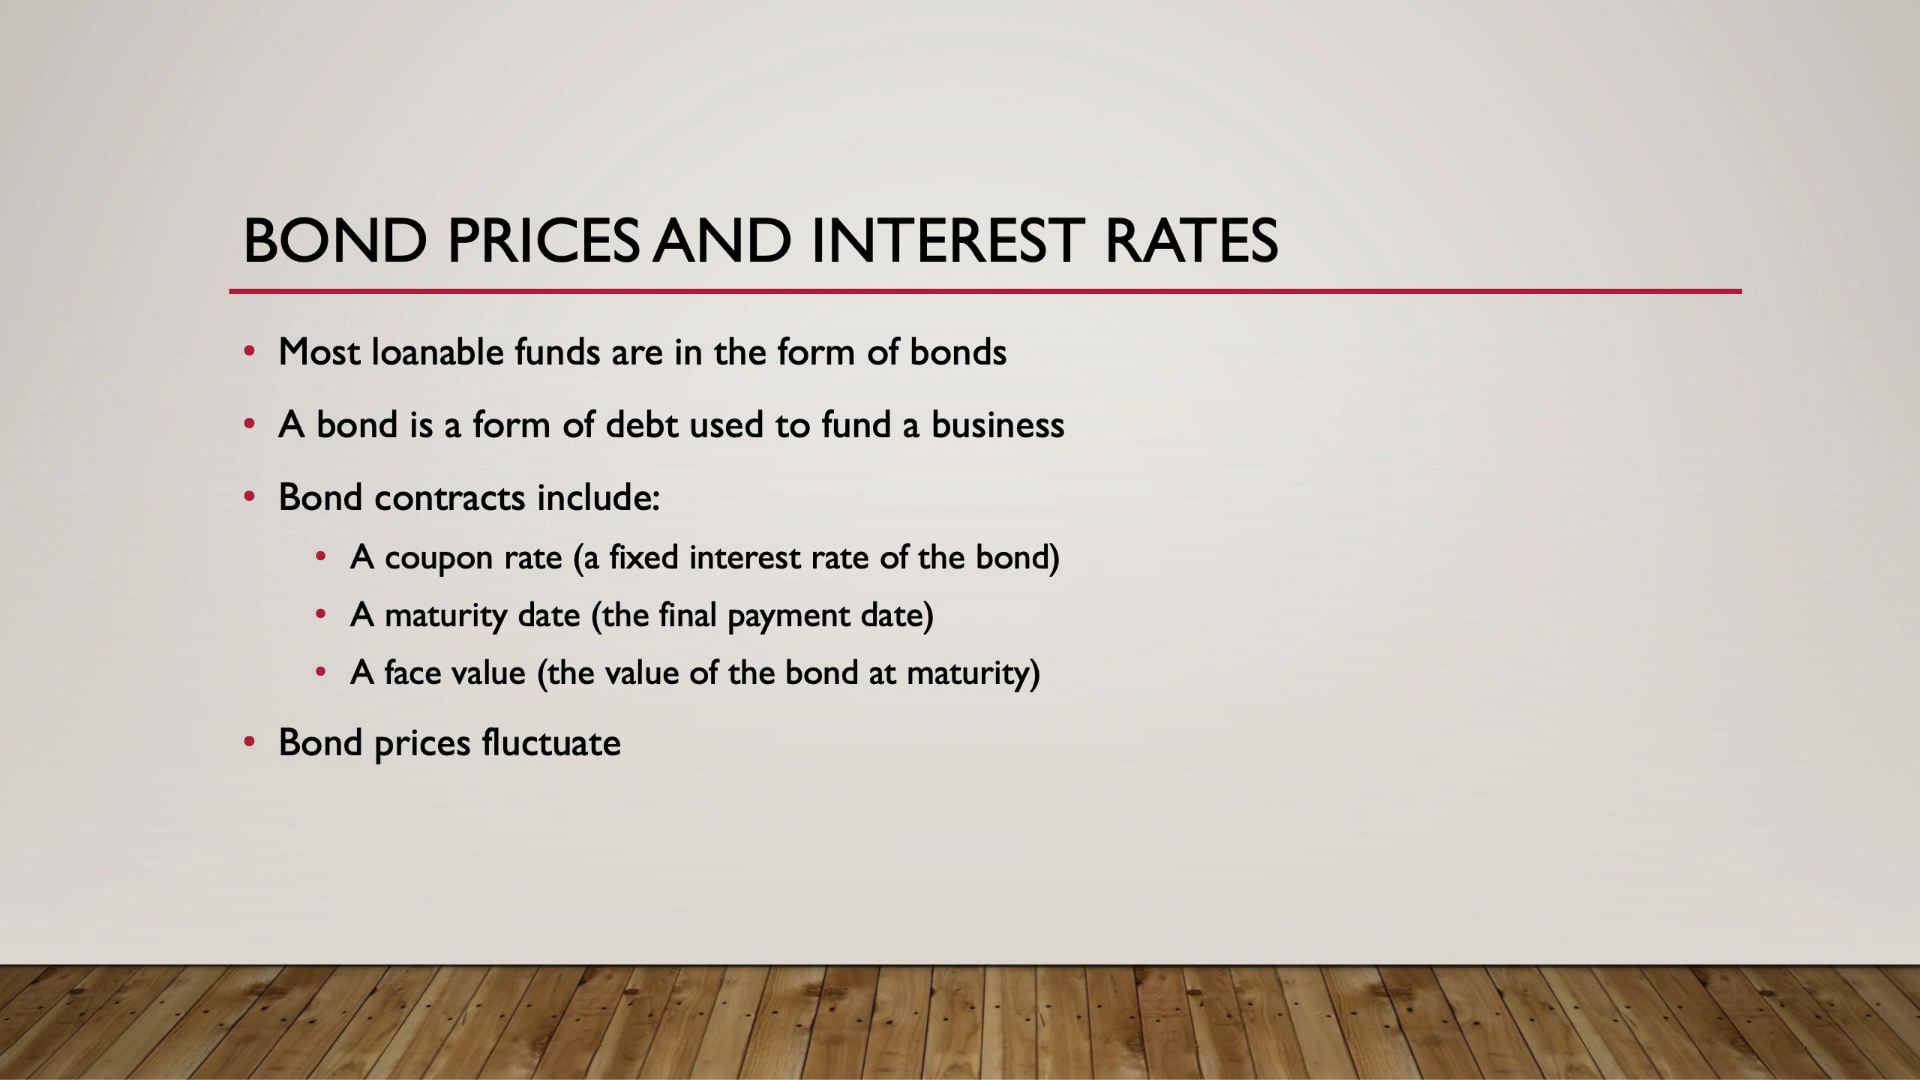 BOND PRICES AND INTEREST RATES
• Most loanable funds are in the form of bonds
• A bond is a form of debt used to fund a business
• Bond contracts include:
• A coupon rate (a fixed interest rate of the bond)
• A maturity date (the final payment date)
• A face value (the value of the bond at maturity)
• Bond prices fluctuate